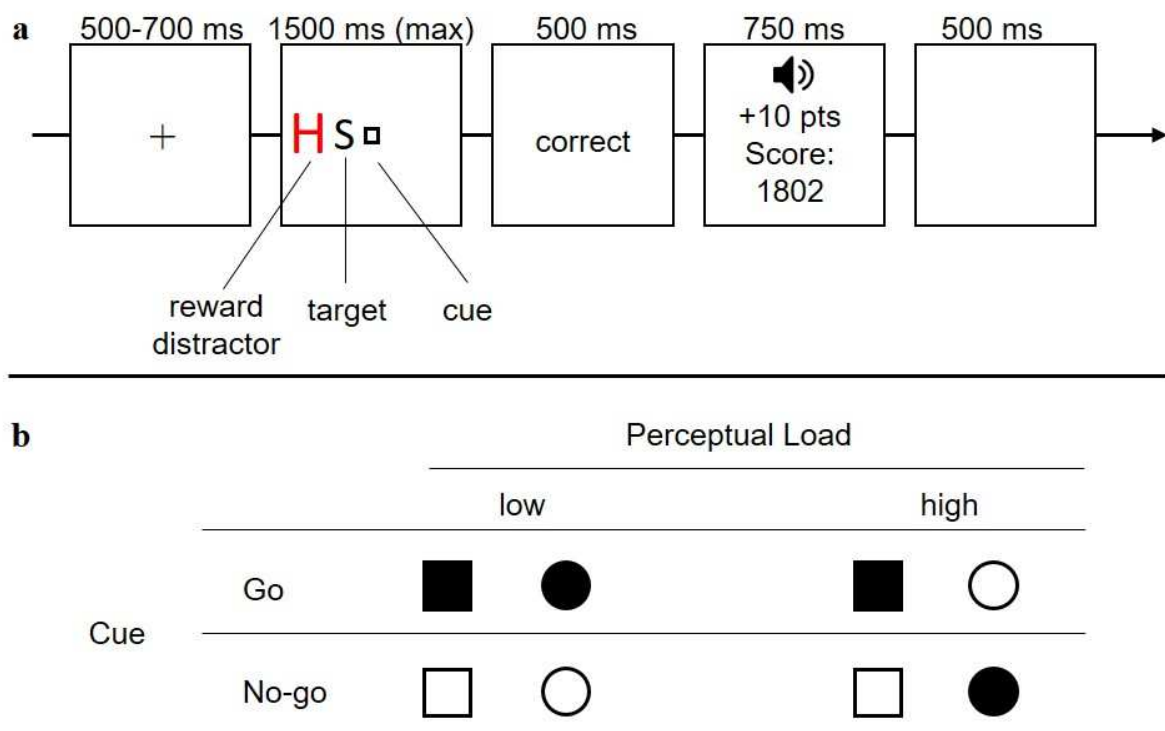 a
500-700 ms 1500 ms (max) 500 ms 750 ms 500 ms
+
H S
correct
+10 pts
Score:
1802
reward
distractor
target
cue
b
Perceptual Load
low high
Go
Cue
No-go